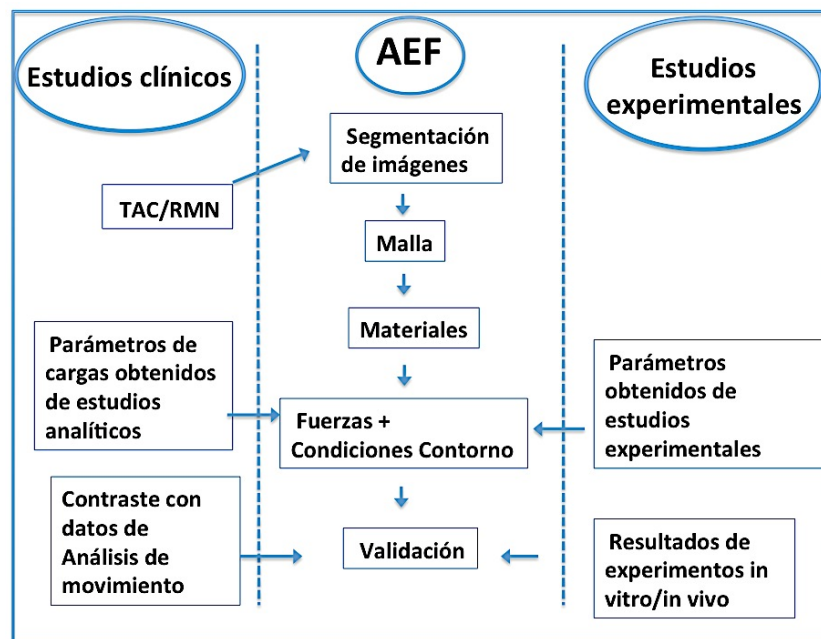 Estudios clínicos
AEF
Estudios
experimentales
Segmentación
de imágenes
TAC/RMN
Malla
Materiales
Parámetros de
cargas obtenidos
de estudios
analíticos
Fuerzas +
Condiciones Contorno
Parámetros
obtenidos de
estudios
experimentales
Contraste con
datos de
Análisis de
movimiento
Validación
Resultados de
experimentos in
vitro/in vivo